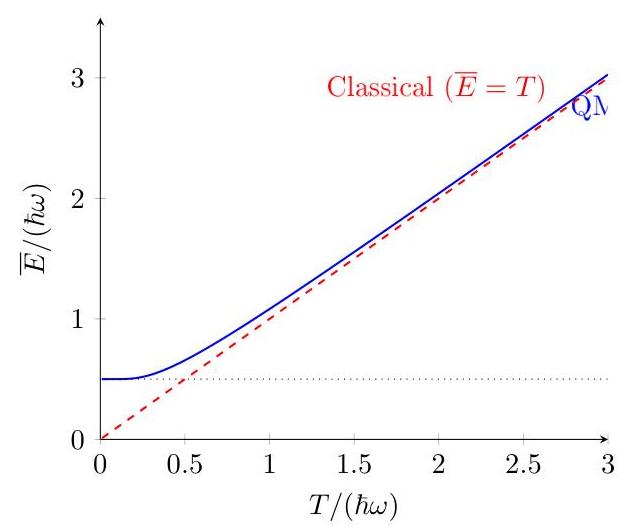 3
2
1
0
E̅/(ħω)
Classical (E̅ = T)
0 0.5 1 1.5 2 2.5 3
T/(ħω)